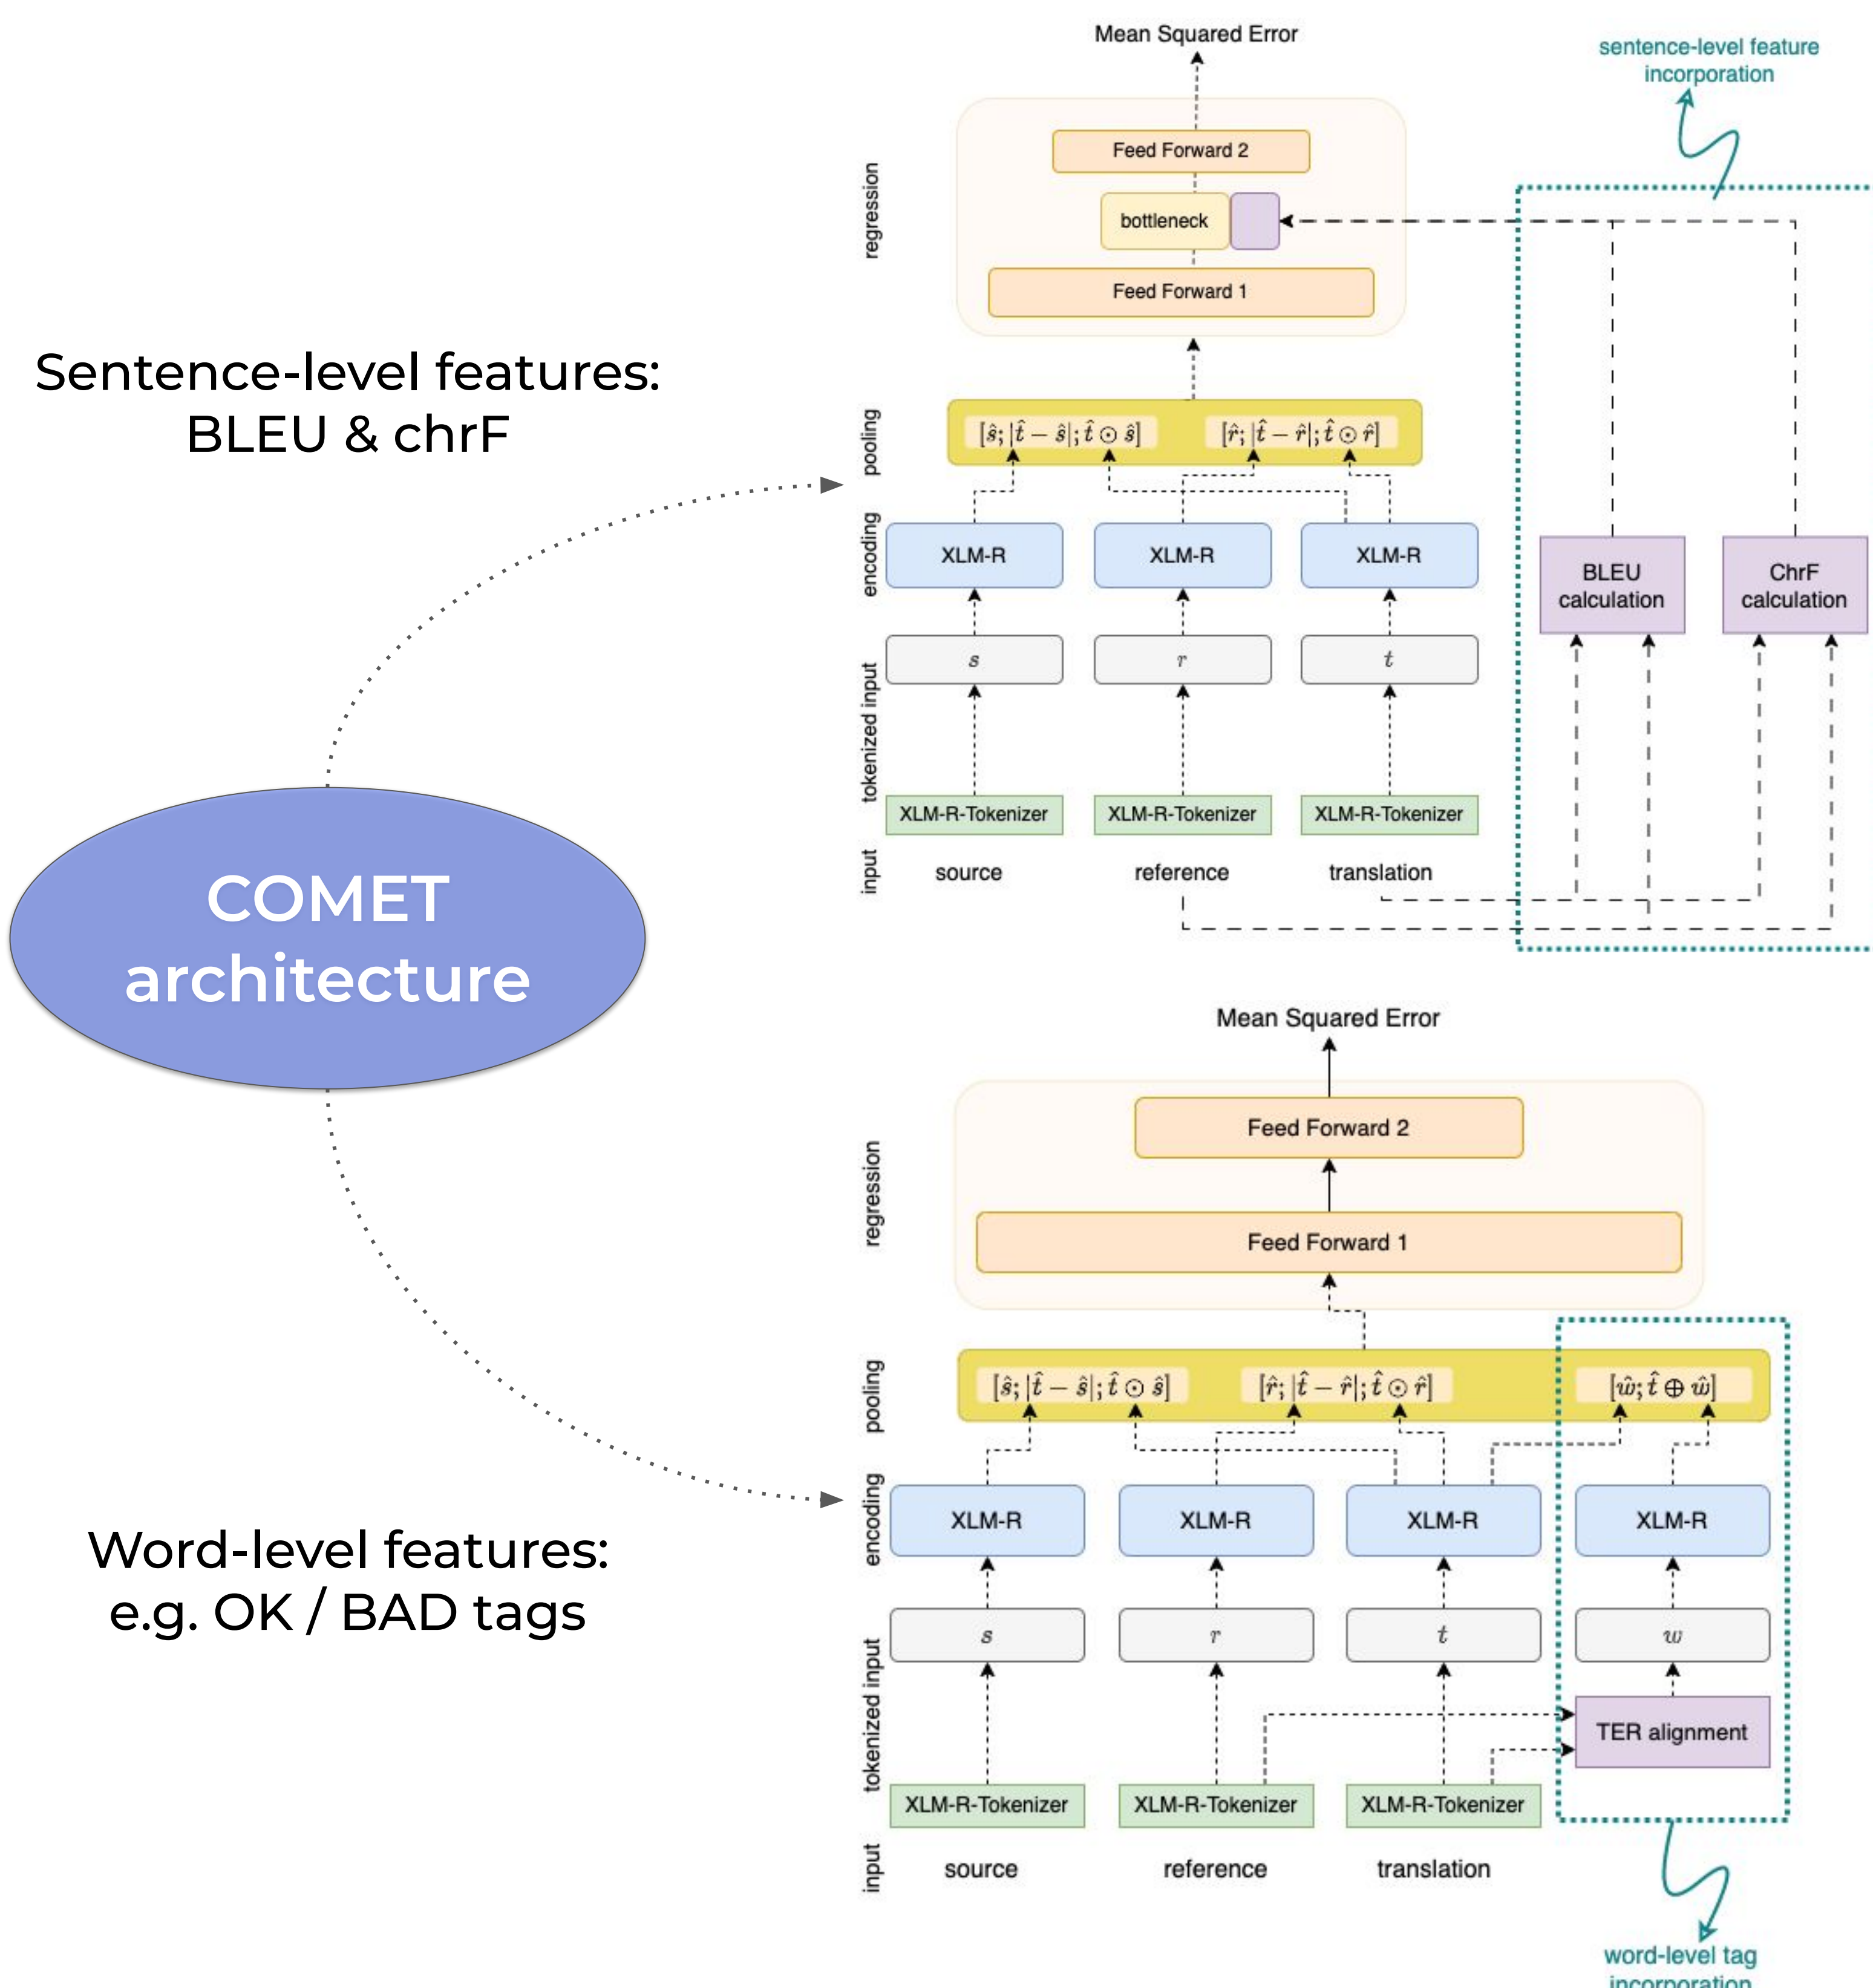 Sentence-level features:
BLEU & chrF
COMET
architecture
Word-level features:
e.g. OK / BAD tags
Mean Squared Error
sentence-level feature
incorporation
regression
Feed Forward 2
bottleneck
Feed Forward 1
pooling
[ŝ; |t̂ − ŝ|; t̂ ⊙ ŝ]
[r̂; |t̂ − r̂|; t̂ ⊙ r̂]
encoding
XLM-R
XLM-R
XLM-R
BLEU
calculation
ChrF
calculation
tokenized input
s
r
t
XLM-R-Tokenizer
XLM-R-Tokenizer
XLM-R-Tokenizer
input
source
reference
translation
Mean Squared Error
regression
Feed Forward 2
Feed Forward 1
pooling
[ŝ; |t̂ − ŝ|; t̂ ⊙ ŝ]
[r̂; |t̂ − r̂|; t̂ ⊙ r̂]
[ŵ; t̂ ⊕ ŵ]
encoding
XLM-R
XLM-R
XLM-R
XLM-R
tokenized input
s
r
t
w
TER alignment
XLM-R-Tokenizer
XLM-R-Tokenizer
XLM-R-Tokenizer
input
source
reference
translation
word-level tag
incorporation